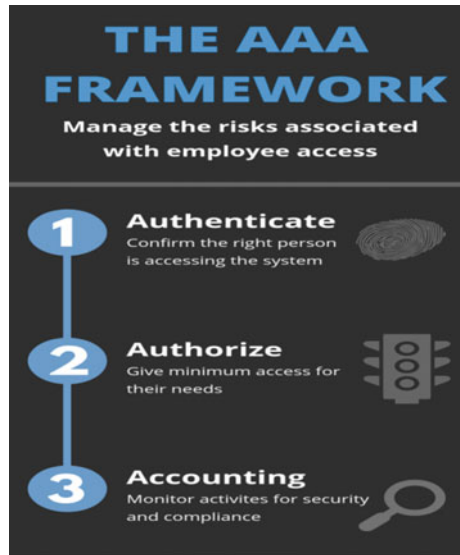 THE AAA
FRAMEWORK
Manage the risks associated
with employee access
1
Authenticate
Confirm the right person
is accessing the system
2
Authorize
Give minimum access for
their needs
3
Accounting
Monitor activites for security
and compliance